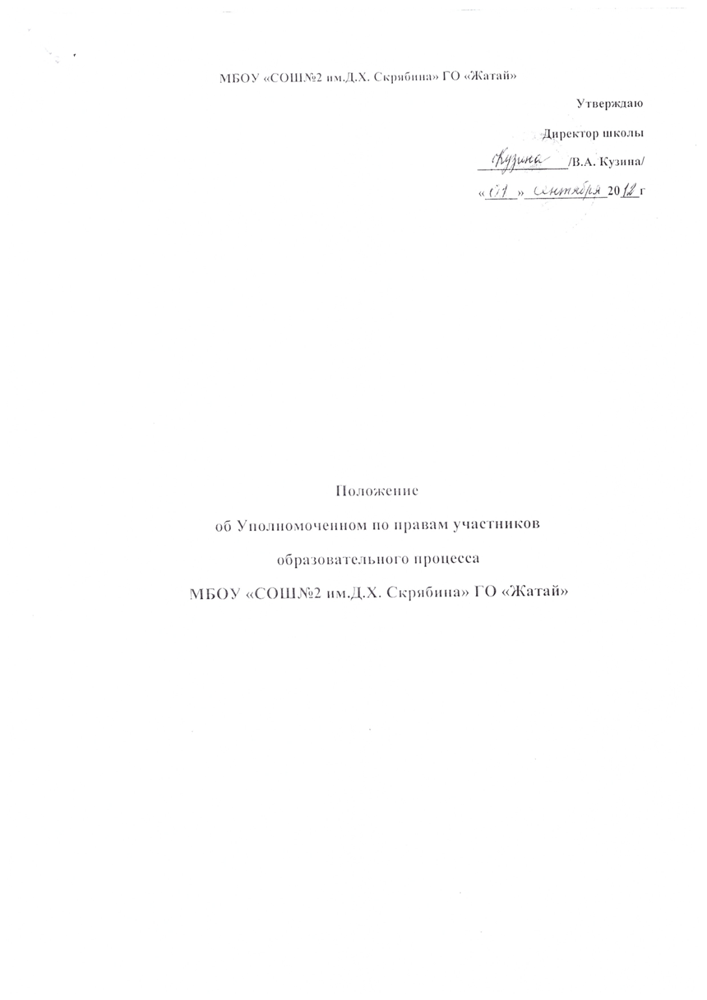 МБОУ «СОШ№2 им.Д.Х. Скрябина» ГО «Жатай»
Утверждаю
Директор школы
Кузина /В.А. Кузина/
« 01 » сентября 2012 г
Положение
об Уполномоченном по правам участников
образовательного процесса
МБОУ «СОШ№2 им.Д.Х. Скрябина» ГО «Жатай»